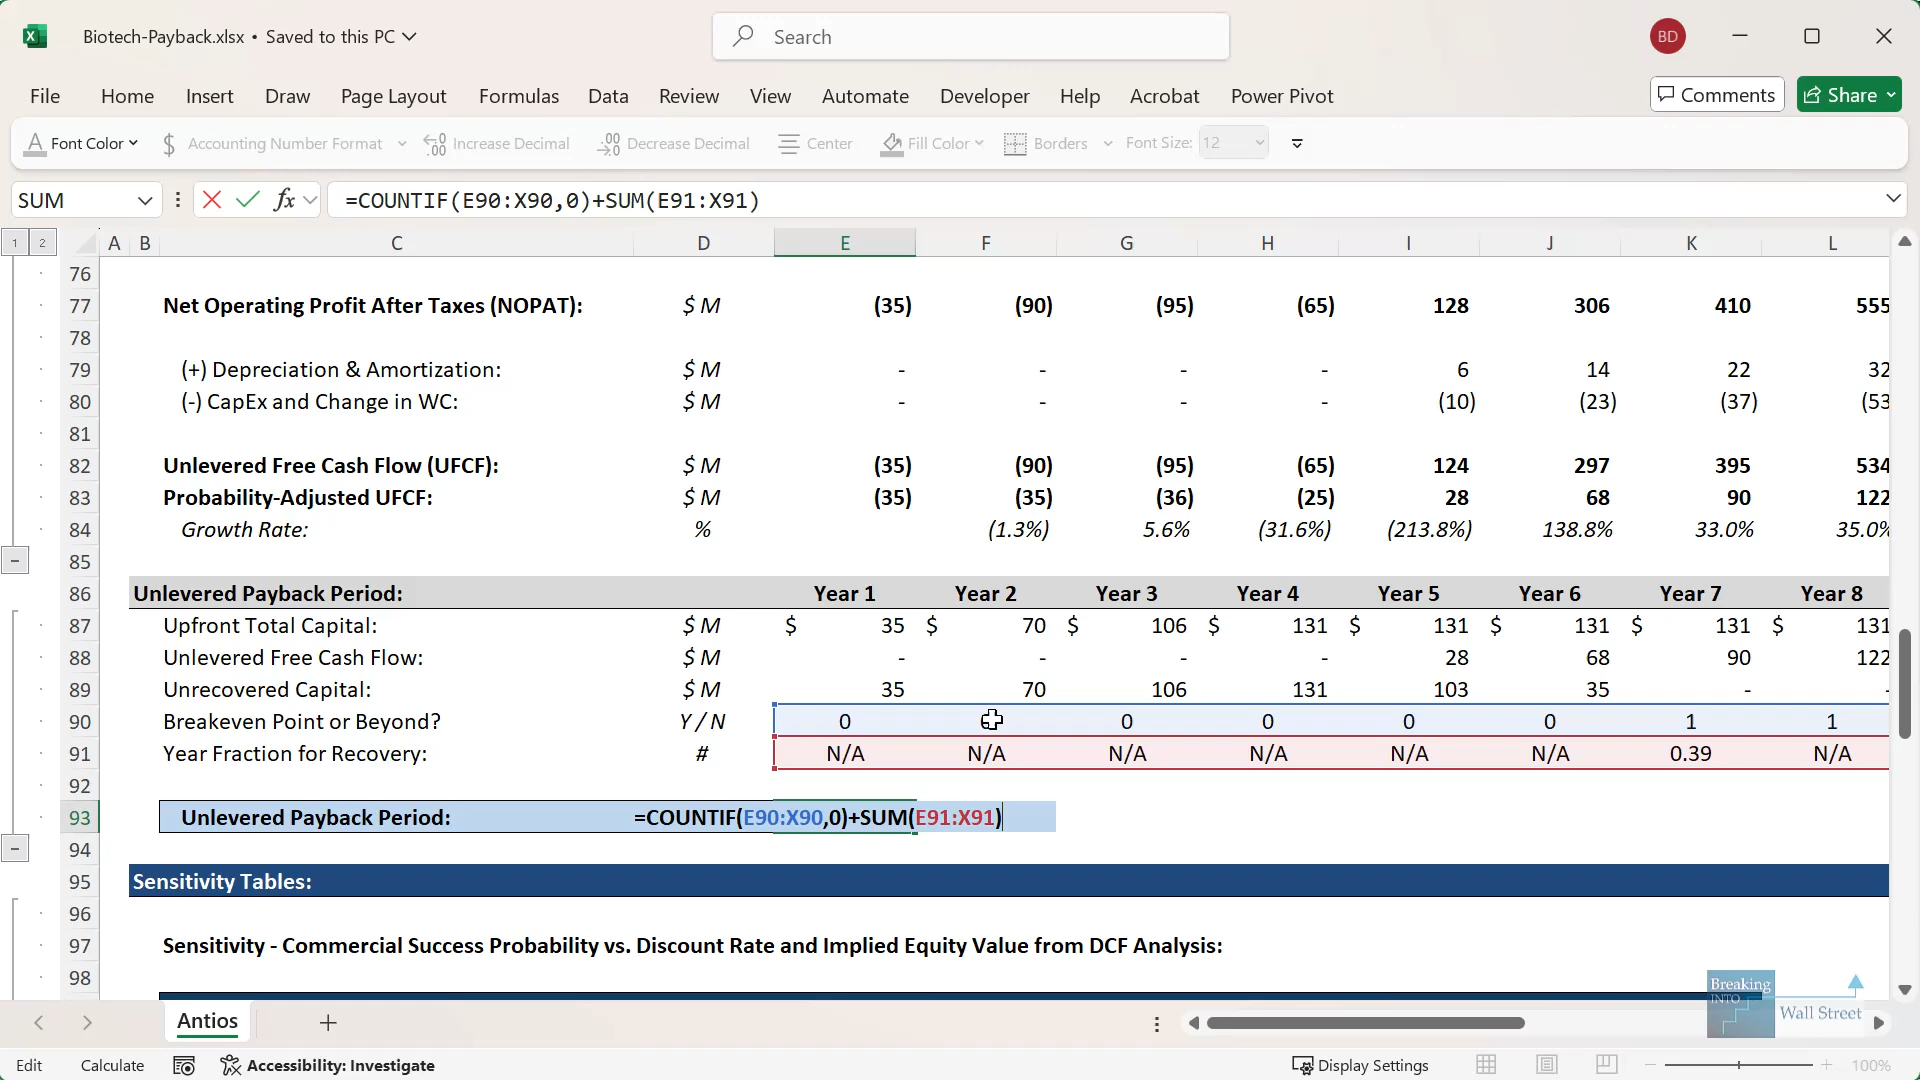 Biotech-Payback.xlsx • Saved to this PC
Search
BD
File Home Insert Draw Page Layout Formulas Data Review View Automate Developer Help Acrobat Power Pivot
Comments Share
Font Color Accounting Number Format Increase Decimal Decrease Decimal Center Fill Color Borders Font Size: 12
SUM =COUNTIF(E90:X90,0)+SUM(E91:X91)
1 2 A B C D E F G H I J K L
76
77 Net Operating Profit After Taxes (NOPAT): $ M (35) (90) (95) (65) 128 306 410 555
78
79 (+) Depreciation & Amortization: $ M - - - - 6 14 22 32
80 (-) CapEx and Change in WC: $ M - - - - (10) (23) (37) (53
81
82 Unlevered Free Cash Flow (UFCF): $ M (35) (90) (95) (65) 124 297 395 534
83 Probability-Adjusted UFCF: $ M (35) (35) (36) (25) 28 68 90 122
84 Growth Rate: % (1.3%) 5.6% (31.6%) (213.8%) 138.8% 33.0% 35.0%
85
86 Unlevered Payback Period: Year 1 Year 2 Year 3 Year 4 Year 5 Year 6 Year 7 Year 8
87 Upfront Total Capital: $ M $ 35 $ 70 $ 106 $ 131 $ 131 $ 131 $ 131 $ 131
88 Unlevered Free Cash Flow: $ M - - - - 28 68 90 122
89 Unrecovered Capital: $ M 35 70 106 131 103 35 - -
90 Breakeven Point or Beyond? Y / N 0 0 0 0 0 1 1
91 Year Fraction for Recovery: # N/A N/A N/A N/A N/A N/A 0.39 N/A
92
93 Unlevered Payback Period: =COUNTIF(E90:X90,0)+SUM(E91:X91)
94
95 Sensitivity Tables:
96
97 Sensitivity - Commercial Success Probability vs. Discount Rate and Implied Equity Value from DCF Analysis:
98
Breaking
INTO
Wall Street
Antios
Edit Calculate Accessibility: Investigate Display Settings 100%